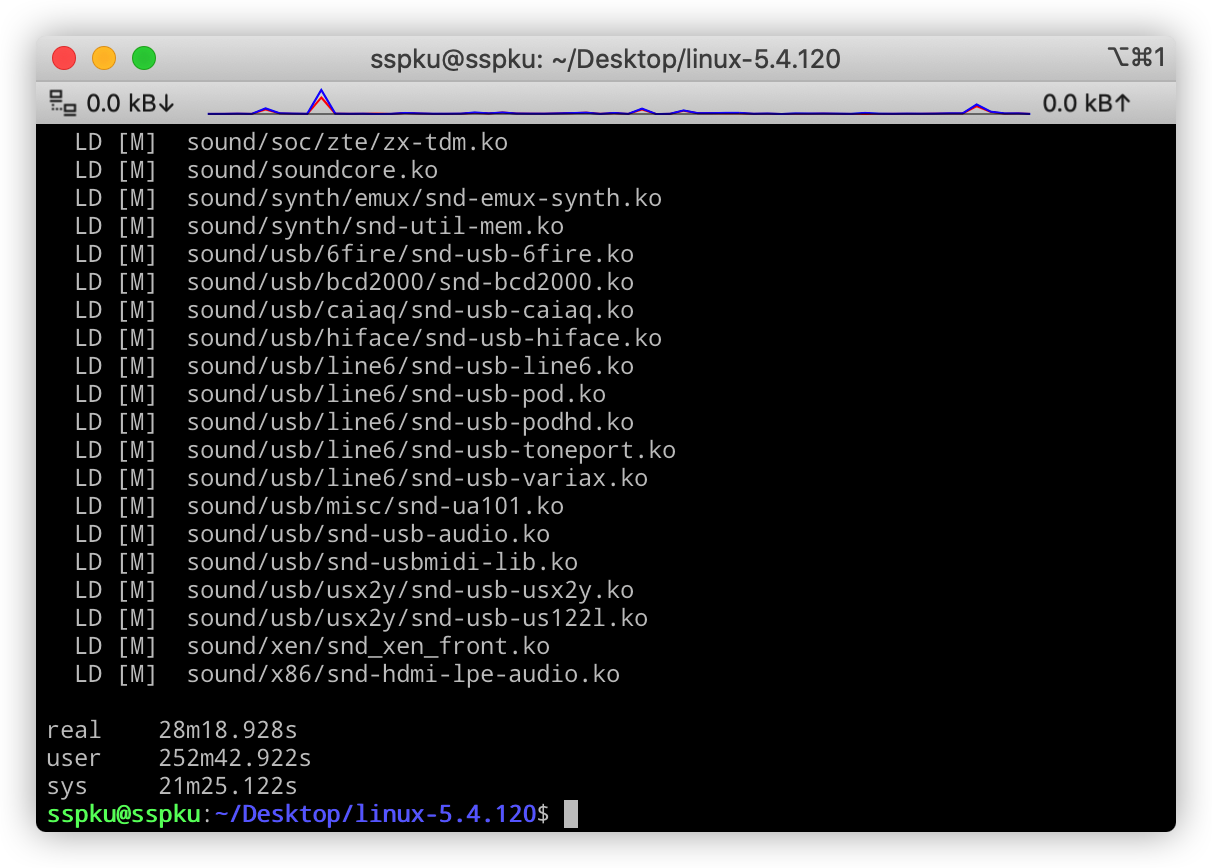 sspku@sspku: ~/Desktop/linux-5.4.120 ⌥⌘1
0.0 kB↓ 0.0 kB↑
LD [M] sound/soc/zte/zx-tdm.ko
LD [M] sound/soundcore.ko
LD [M] sound/synth/emux/snd-emux-synth.ko
LD [M] sound/synth/snd-util-mem.ko
LD [M] sound/usb/6fire/snd-usb-6fire.ko
LD [M] sound/usb/bcd2000/snd-bcd2000.ko
LD [M] sound/usb/caiaq/snd-usb-caiaq.ko
LD [M] sound/usb/hiface/snd-usb-hiface.ko
LD [M] sound/usb/line6/snd-usb-line6.ko
LD [M] sound/usb/line6/snd-usb-pod.ko
LD [M] sound/usb/line6/snd-usb-podhd.ko
LD [M] sound/usb/line6/snd-usb-toneport.ko
LD [M] sound/usb/line6/snd-usb-variax.ko
LD [M] sound/usb/misc/snd-ua101.ko
LD [M] sound/usb/snd-usb-audio.ko
LD [M] sound/usb/snd-usbmidi-lib.ko
LD [M] sound/usb/usx2y/snd-usb-usx2y.ko
LD [M] sound/usb/usx2y/snd-usb-us122l.ko
LD [M] sound/xen/snd_xen_front.ko
LD [M] sound/x86/snd-hdmi-lpe-audio.ko
real 28m18.928s
user 252m42.922s
sys 21m25.122s
sspku@sspku:~/Desktop/linux-5.4.120$